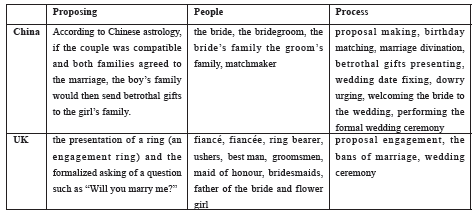 Proposing People Process
China According to Chinese astrology, the bride, the bridegroom, the proposal making, birthday
if the couple was compatible bride's family the groom's matching, marriage divination,
and both families agreed to family, matchmaker betrothal gifts presenting,
the marriage, the boy's family wedding date fixing, dowry
would then send betrothal gifts urging, welcoming the bride to
to the girl's family. the wedding, performing the
formal wedding ceremony
UK the presentation of a ring (an fiancé, fiancée, ring bearer, proposal engagement, the
engagement ring) and the ushers, best man, groomsmen, bans of marriage, wedding
formalized asking of a question maid of honour, bridesmaids, ceremony
such as "Will you marry me?" father of the bride and flower
girl